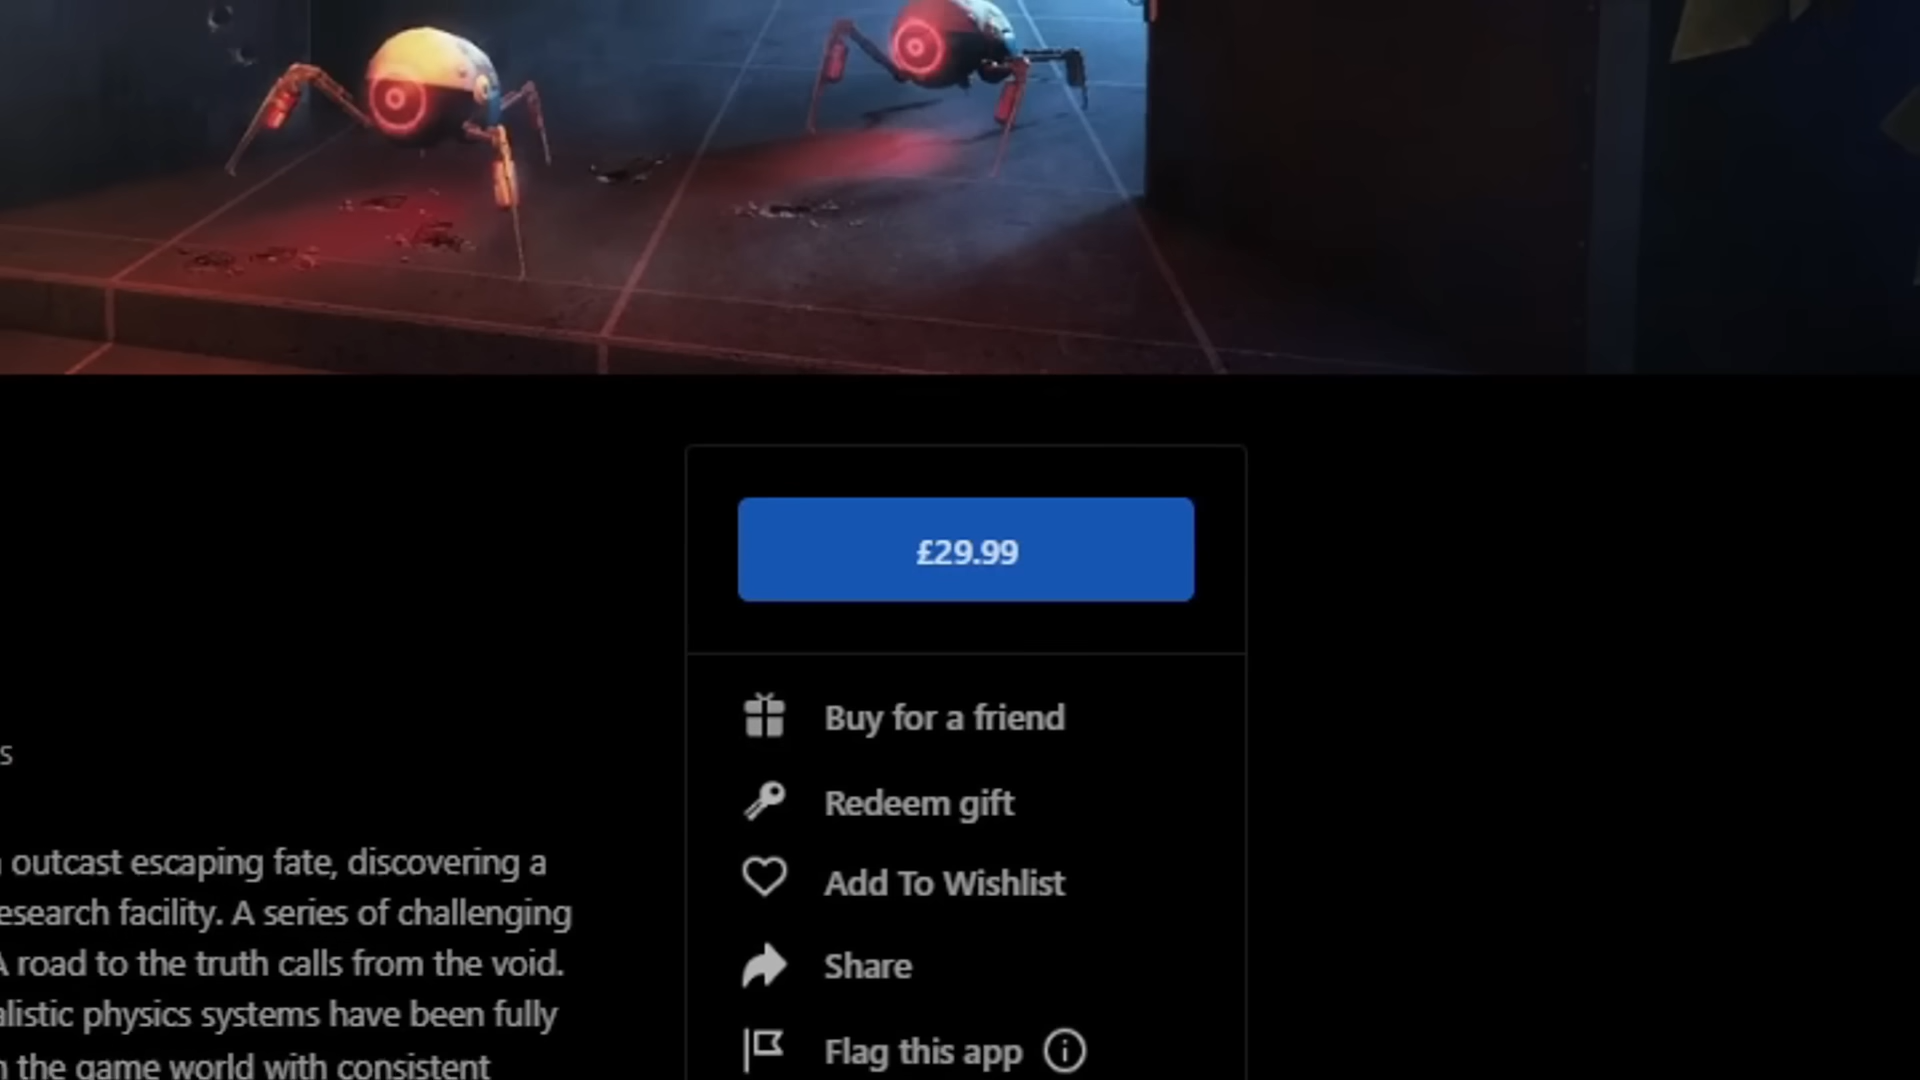 £29.99
Buy for a friend
Redeem gift
Add To Wishlist
Share
Flag this app
s
outcast escaping fate, discovering a
esearch facility. A series of challenging
A road to the truth calls from the void.
alistic physics systems have been fully
n the game world with consistent